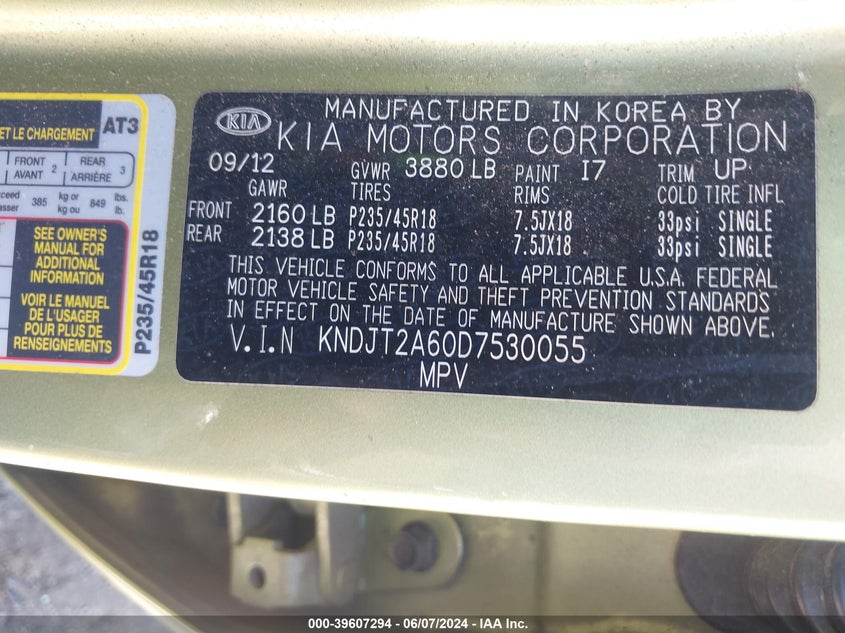 ET LE CHARGEMENT AT3
FRONT 2 REAR 3
AVANT ARRIÈRE
385 kg or 849 lbs.
kg ou lb.
SEE OWNER'S
MANUAL FOR
ADDITIONAL
INFORMATION
VOIR LE MANUEL
DE L'USAGER
POUR PLUS DE
RENSEIGNEMENTS
P235/45R18
KIA
MANUFACTURED IN KOREA BY
KIA MOTORS CORPORATION
09/12 GVWR 3880 LB PAINT I7 TRIM UP
GAWR TIRES RIMS COLD TIRE INFL
FRONT 2160 LB P235/45R18 7.5JX18 33psi SINGLE
REAR 2138 LB P235/45R18 7.5JX18 33psi SINGLE
THIS VEHICLE CONFORMS TO ALL APPLICABLE U.S.A. FEDERAL
MOTOR VEHICLE SAFETY AND THEFT PREVENTION STANDARDS
IN EFFECT ON THE DATE OF MANUFACTURE SHOWN ABOVE.
V.I.N KNDJT2A60D7530055
MPV
000-39607294 - 06/07/2024 - IAA Inc.